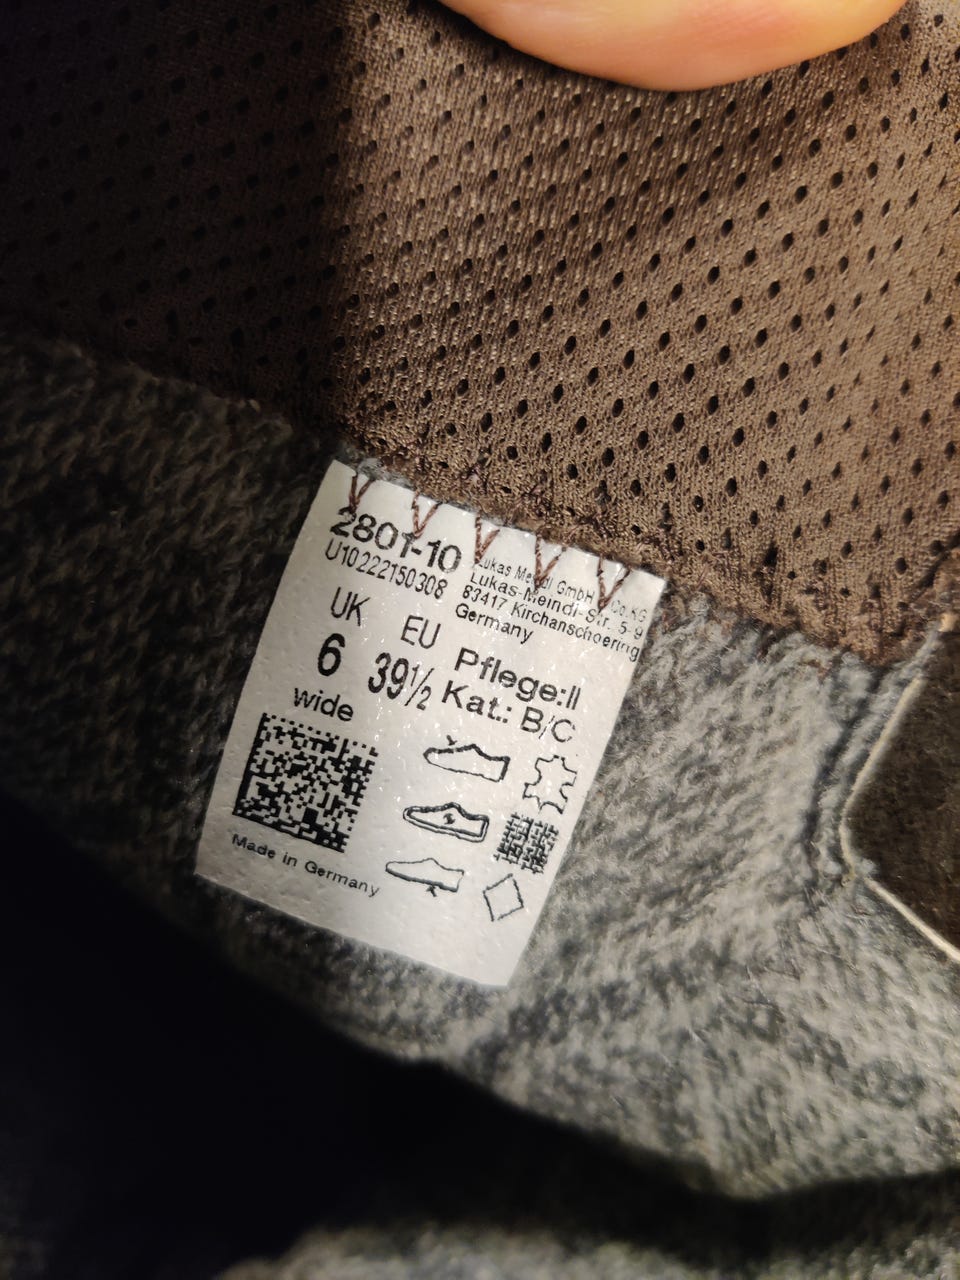 2801-10
U10222150308
Lukas Meindl GmbH & Co.KG
Lukas-Meindl-Str. 5-9
83417 Kirchanschoering
Germany
UK EU
6 39½
wide
Pflege:II
Kat.: B/C
Made in Germany